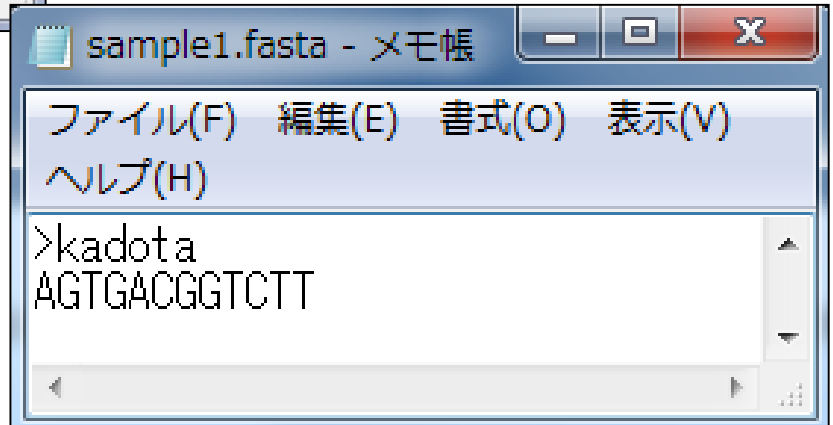 sample1.fasta - メモ帳
ファイル(F) 編集(E) 書式(O) 表示(V)
ヘルプ(H)
>kadota
AGTGACGGTCTT